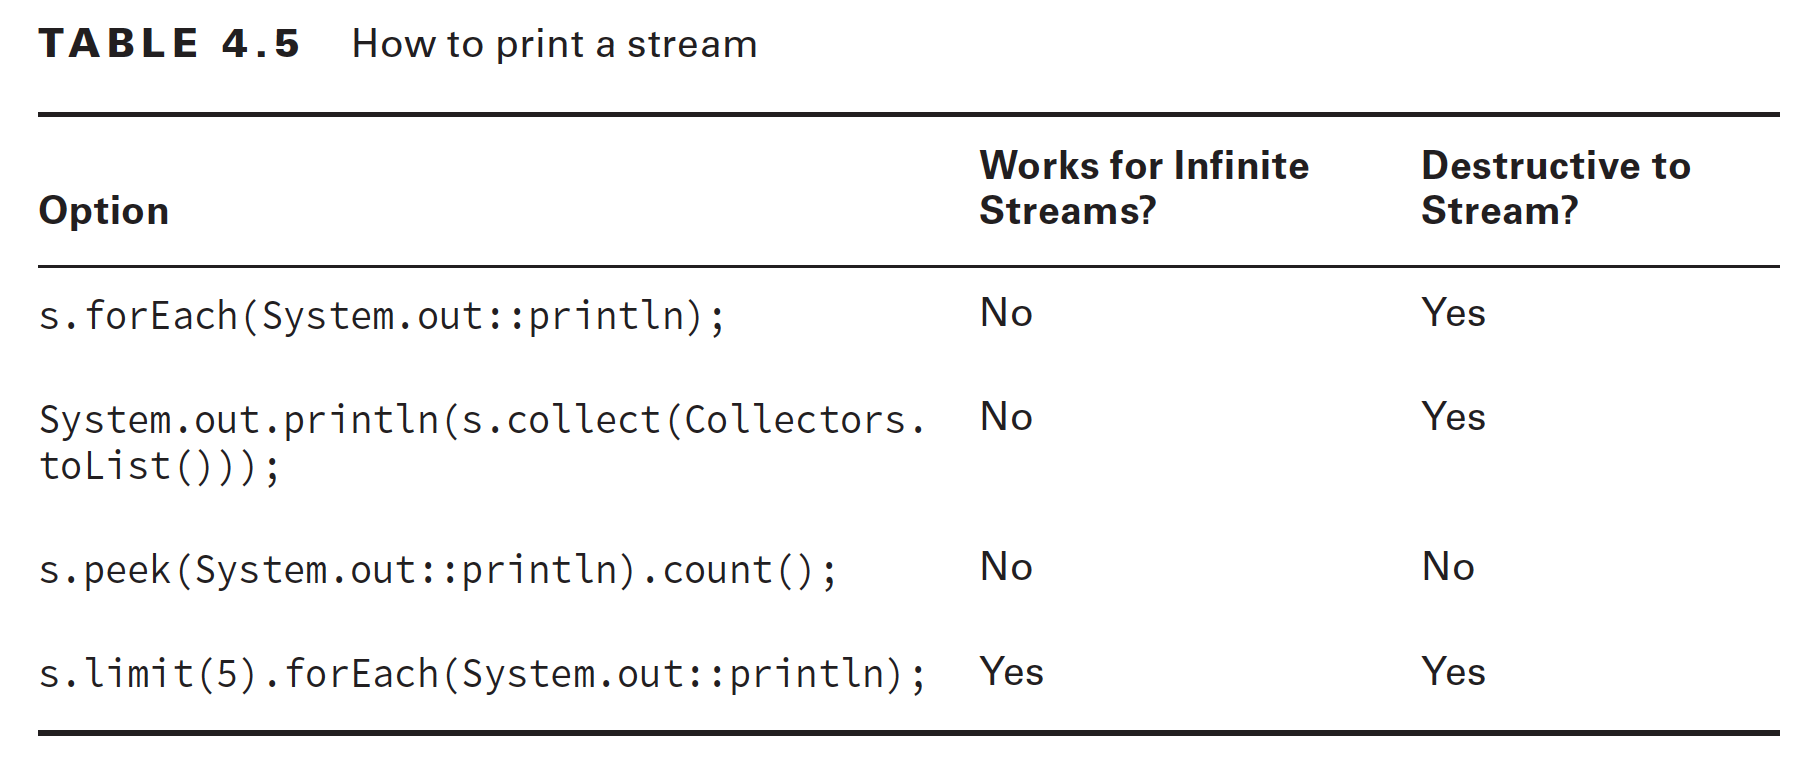 TABLE 4.5 How to print a stream
Option Works for Infinite Streams? Destructive to Stream?
s.forEach(System.out::println); No Yes
System.out.println(s.collect(Collectors. No Yes
toList()));
s.peek(System.out::println).count(); No No
s.limit(5).forEach(System.out::println); Yes Yes